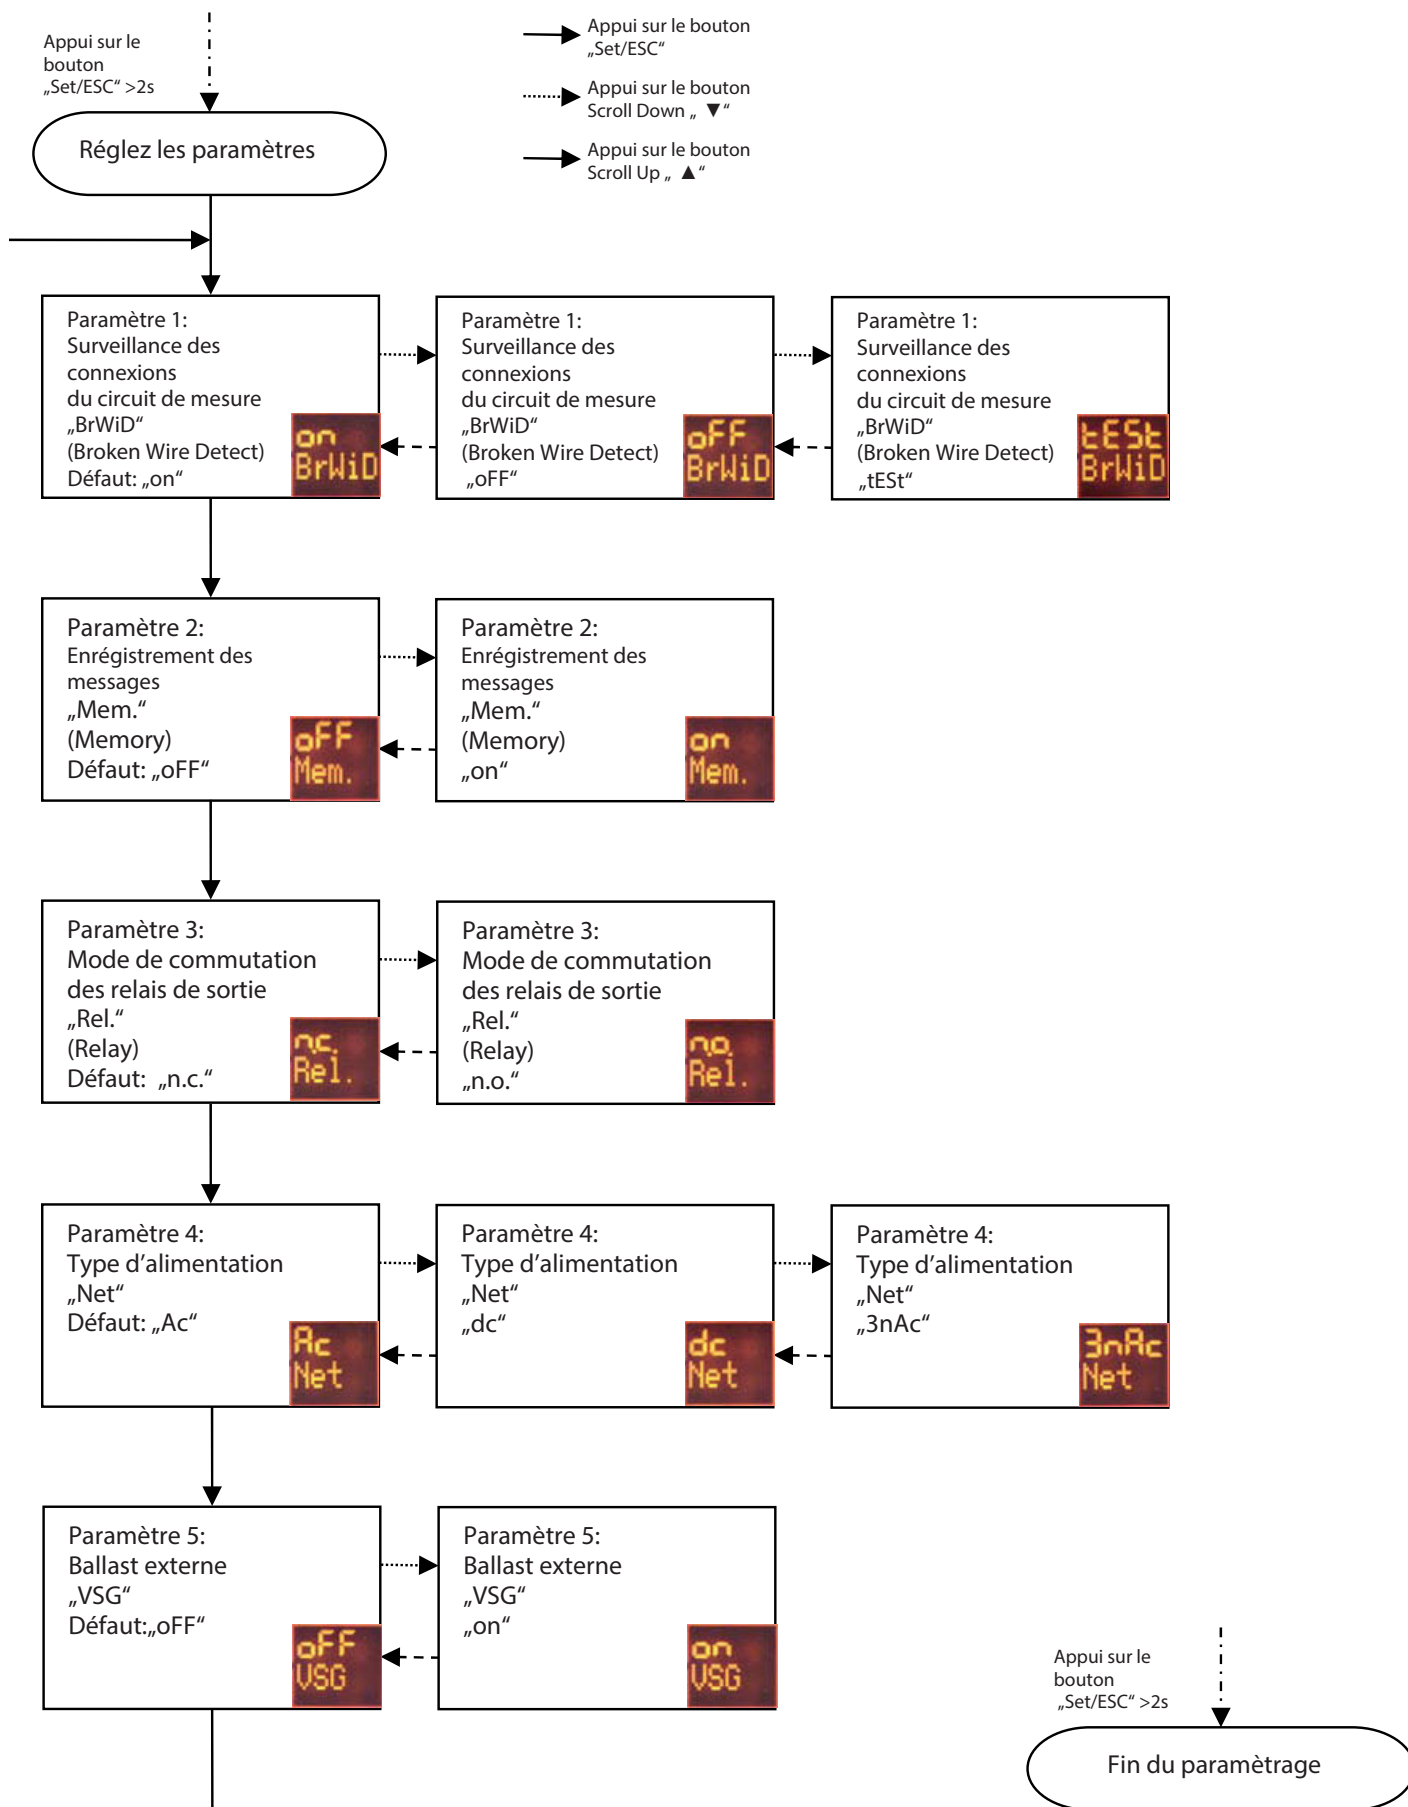 Appui sur le
bouton
„Set/ESC“ >2s
Appui sur le bouton
„Set/ESC“
Appui sur le bouton
Scroll Down „ ▼“
Appui sur le bouton
Scroll Up „ ▲“
Réglez les paramètres
Paramètre 1:
Surveillance des
connexions
du circuit de mesure
„BrWiD“
(Broken Wire Detect)
Défaut: „on“
on
BrWiD
Paramètre 1:
Surveillance des
connexions
du circuit de mesure
„BrWiD“
(Broken Wire Detect)
„oFF“
oFF
BrWiD
Paramètre 1:
Surveillance des
connexions
du circuit de mesure
„BrWiD“
(Broken Wire Detect)
„tESt“
tESt
BrWiD
Paramètre 2:
Enrégistrement des
messages
„Mem.“
(Memory)
Défaut: „oFF“
oFF
Mem.
Paramètre 2:
Enrégistrement des
messages
„Mem.“
(Memory)
„on“
on
Mem.
Paramètre 3:
Mode de commutation
des relais de sortie
„Rel.“
(Relay)
Défaut: „n.c.“
n.c.
Rel.
Paramètre 3:
Mode de commutation
des relais de sortie
„Rel.“
(Relay)
„n.o.“
n.o.
Rel.
Paramètre 4:
Type d’alimentation
„Net“
Défaut: „Ac“
Ac
Net
Paramètre 4:
Type d’alimentation
„Net“
„dc“
dc
Net
Paramètre 4:
Type d’alimentation
„Net“
„3nAc“
3nAc
Net
Paramètre 5:
Ballast externe
„VSG“
Défaut:„oFF“
oFF
VSG
Paramètre 5:
Ballast externe
„VSG“
„on“
on
VSG
Appui sur le
bouton
„Set/ESC“ >2s
Fin du paramètrage